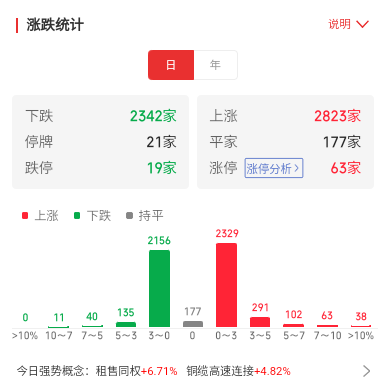 涨跌统计 说明
日 年
下跌 2342家 上涨 2823家
停牌 21家 平家 177家
跌停 19家 涨停 涨停分析 63家
上涨 下跌 持平
0 11 40 135 2156 177 2329 291 102 63 38
>10% 10～7 7～5 5～3 3～0 0 0～3 3～5 5～7 7～10 >10%
今日强势概念：租售同权+6.71% 铜缆高速连接+4.82%